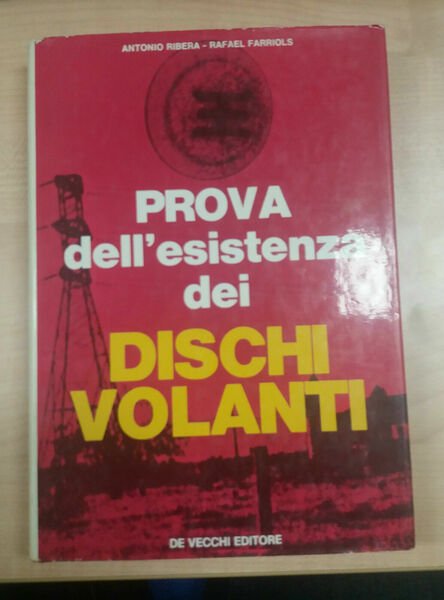 ANTONIO RIBERA - RAFAEL FARRIOLS
PROVA
dell'esistenza
dei
DISCHI
VOLANTI
DE VECCHI EDITORE